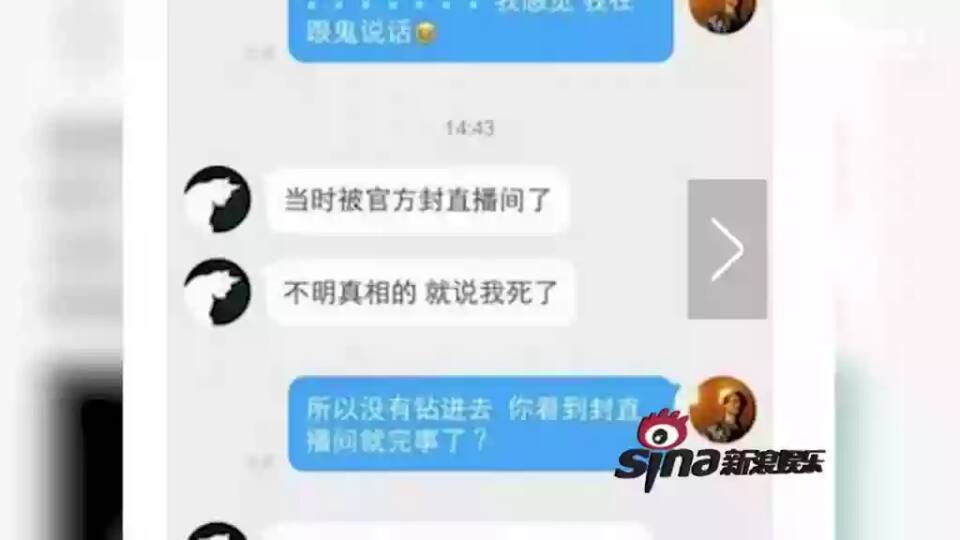 我感觉 我在
跟鬼说话
14:43
当时被官方封直播间了
不明真相的 就说我死了
所以没有钻进去 你看到封直
播间就完事了？
sina新浪娱乐